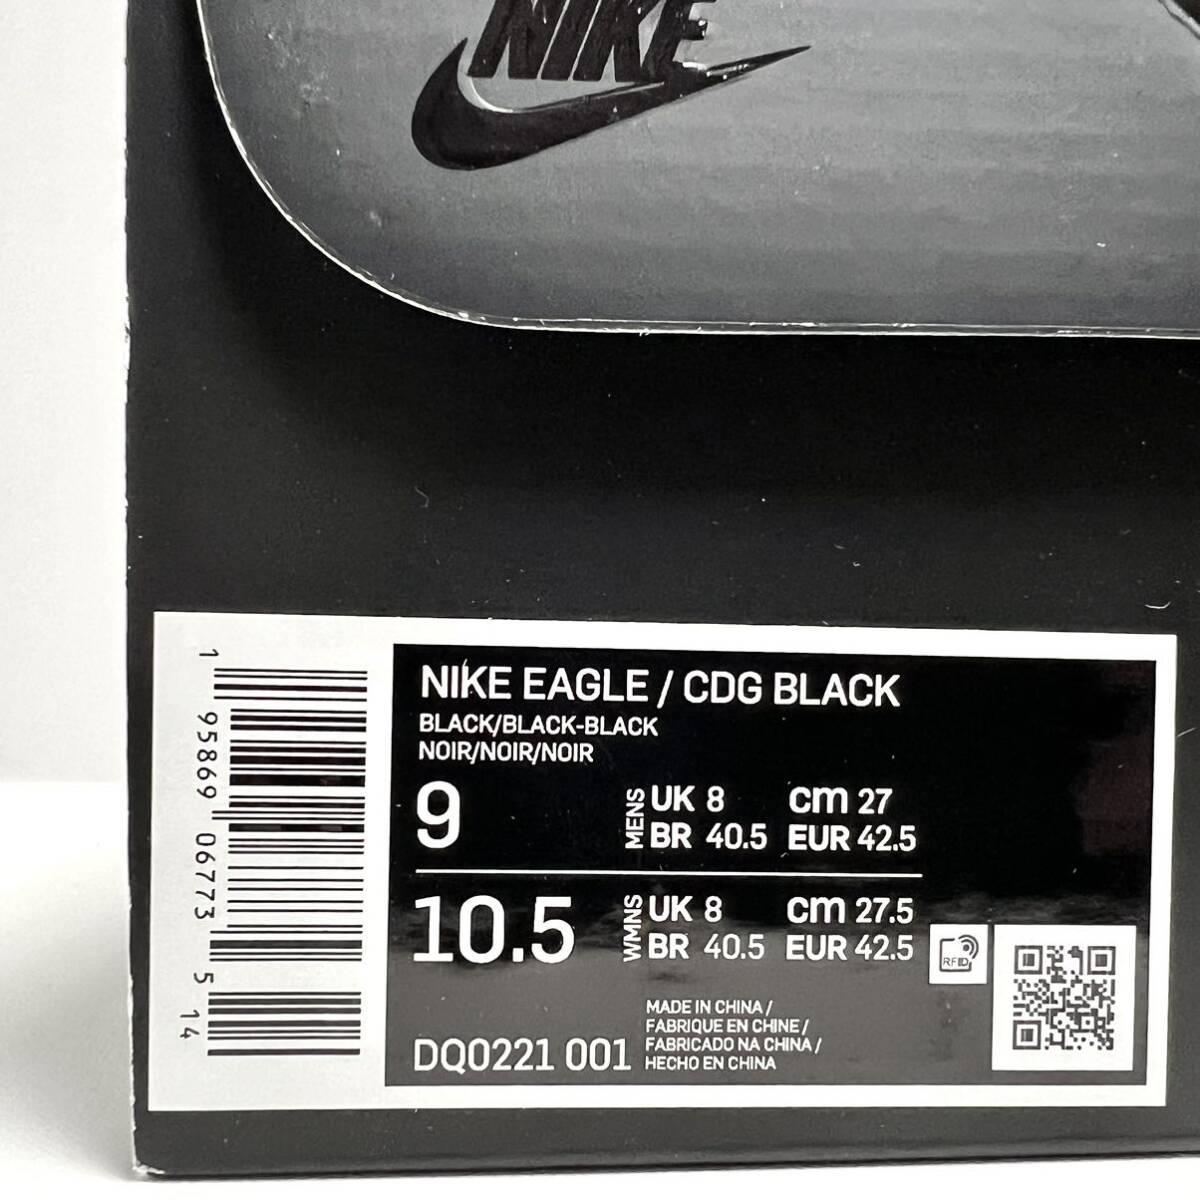 NIKE
NIKE EAGLE / CDG BLACK
BLACK/BLACK-BLACK
NOIR/NOIR/NOIR
9 MENS UK 8 cm 27
BR 40.5 EUR 42.5
10.5 WMNS UK 8 cm 27.5
BR 40.5 EUR 42.5
RFID
MADE IN CHINA /
FABRIQUE EN CHINE /
FABRICADO NA CHINA /
HECHO EN CHINA
DQ0221 001
1 95869 06773 5 14